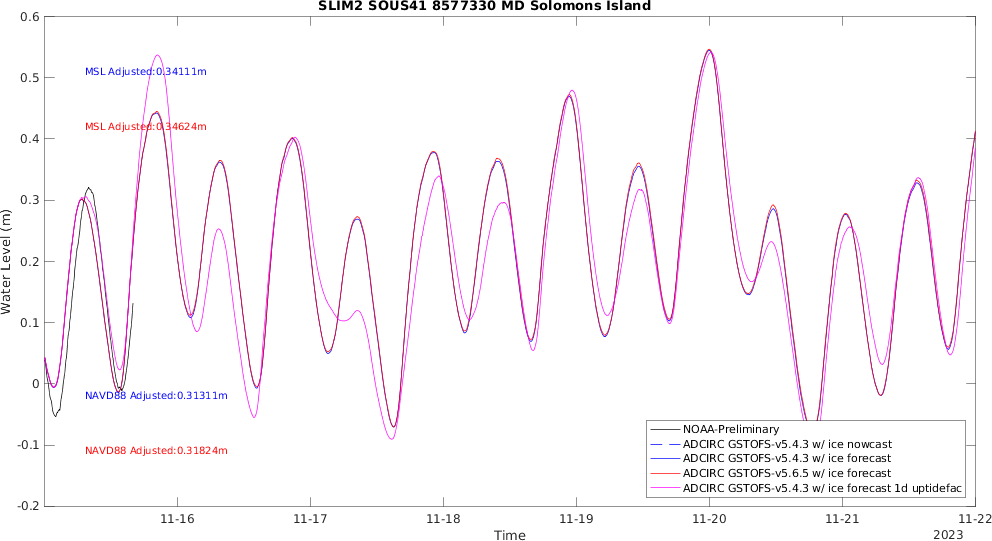 SLIM2 SOUS41 8577330 MD Solomons Island
Water Level (m)
0.6
0.5
0.4
0.3
0.2
0.1
0
-0.1
-0.2
MSL Adjusted:0.34111m
MSL Adjusted:0.34624m
NAVD88 Adjusted:0.31311m
NAVD88 Adjusted:0.31824m
NOAA-Preliminary
ADCIRC GSTOFS-v5.4.3 w/ ice nowcast
ADCIRC GSTOFS-v5.4.3 w/ ice forecast
ADCIRC GSTOFS-v5.6.5 w/ ice forecast
ADCIRC GSTOFS-v5.4.3 w/ ice forecast 1d uptidefac
11-16 11-17 11-18 11-19 11-20 11-21 11-22
Time
2023